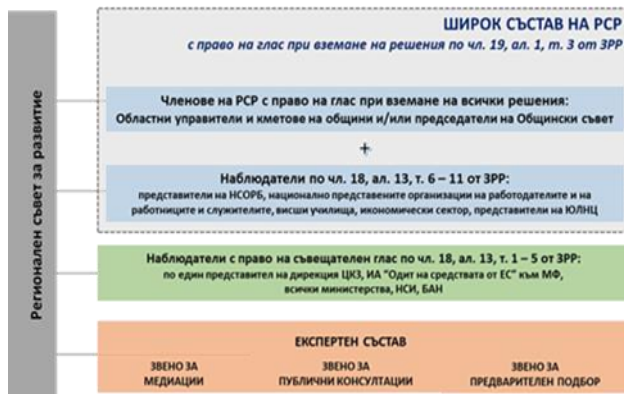 Регионален съвет за развитие
ШИРОК СЪСТАВ НА РСР
с право на глас при вземане на решения по чл. 19, ал. 1, т. 3 от ЗРР
Членове на РСР с право на глас при вземане на всички решения:
Областни управители и кметове на общини и/или председатели на Общински съвет
+
Наблюдатели по чл. 18, ал. 13, т. 6 – 11 от ЗРР:
представители на НСОРБ, национално представените организации на работодателите и на
работниците и служителите, висши училища, икономически сектор, представители на ЮЛНЦ
Наблюдатели с право на съвещателен глас по чл. 18, ал. 13, т. 1 – 5 от ЗРР:
по един представител на дирекция ЦКЗ, ИА "Одит на средствата от ЕС" към МФ,
всички министерства, НСИ, БАН
ЕКСПЕРТЕН СЪСТАВ
ЗВЕНО ЗА
МЕДИАЦИИ
ЗВЕНО ЗА
ПУБЛИЧНИ КОНСУЛТАЦИИ
ЗВЕНО ЗА
ПРЕДВАРИТЕЛЕН ПОДБОР